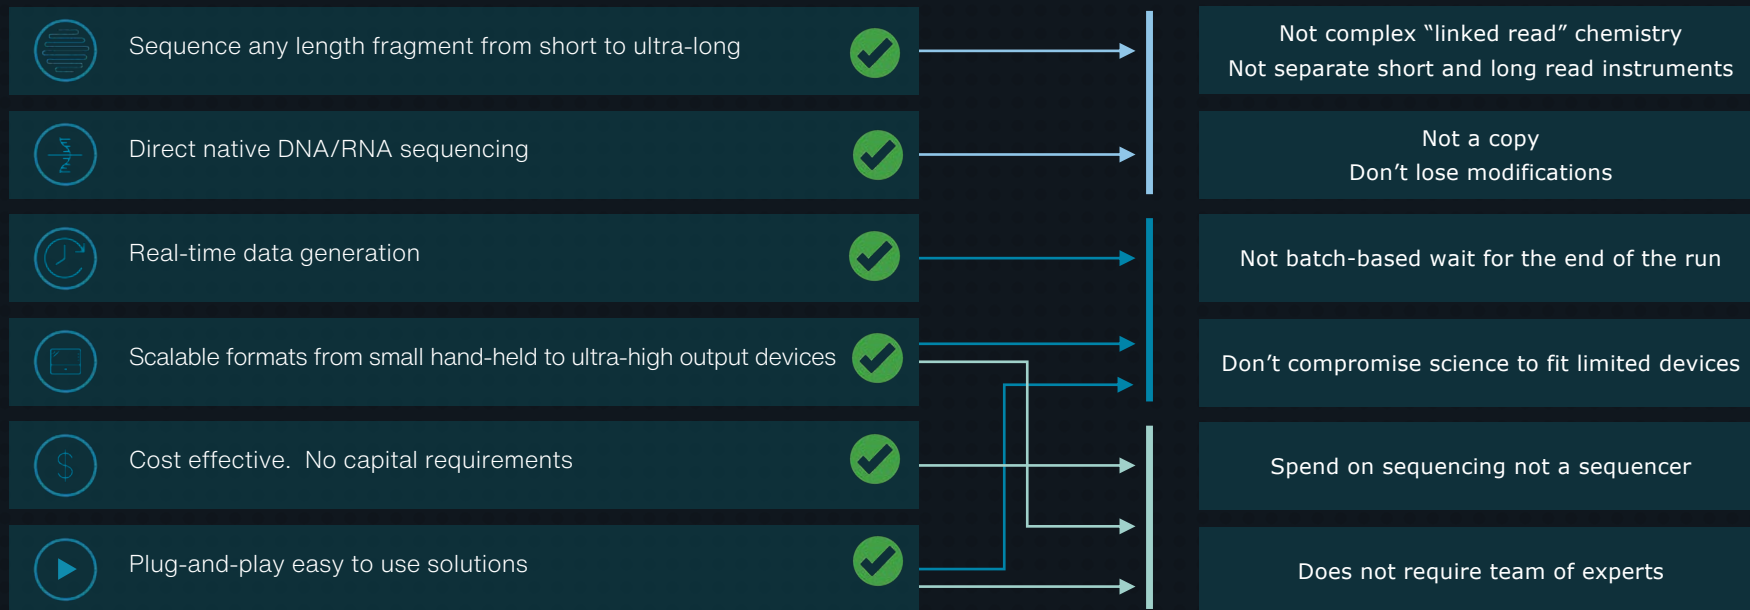 Sequence any length fragment from short to ultra-long
Not complex “linked read” chemistry
Not separate short and long read instruments
Direct native DNA/RNA sequencing
Not a copy
Don’t lose modifications
Real-time data generation
Not batch-based wait for the end of the run
Scalable formats from small hand-held to ultra-high output devices
Don’t compromise science to fit limited devices
$
Cost effective.  No capital requirements
Spend on sequencing not a sequencer
Plug-and-play easy to use solutions
Does not require team of experts